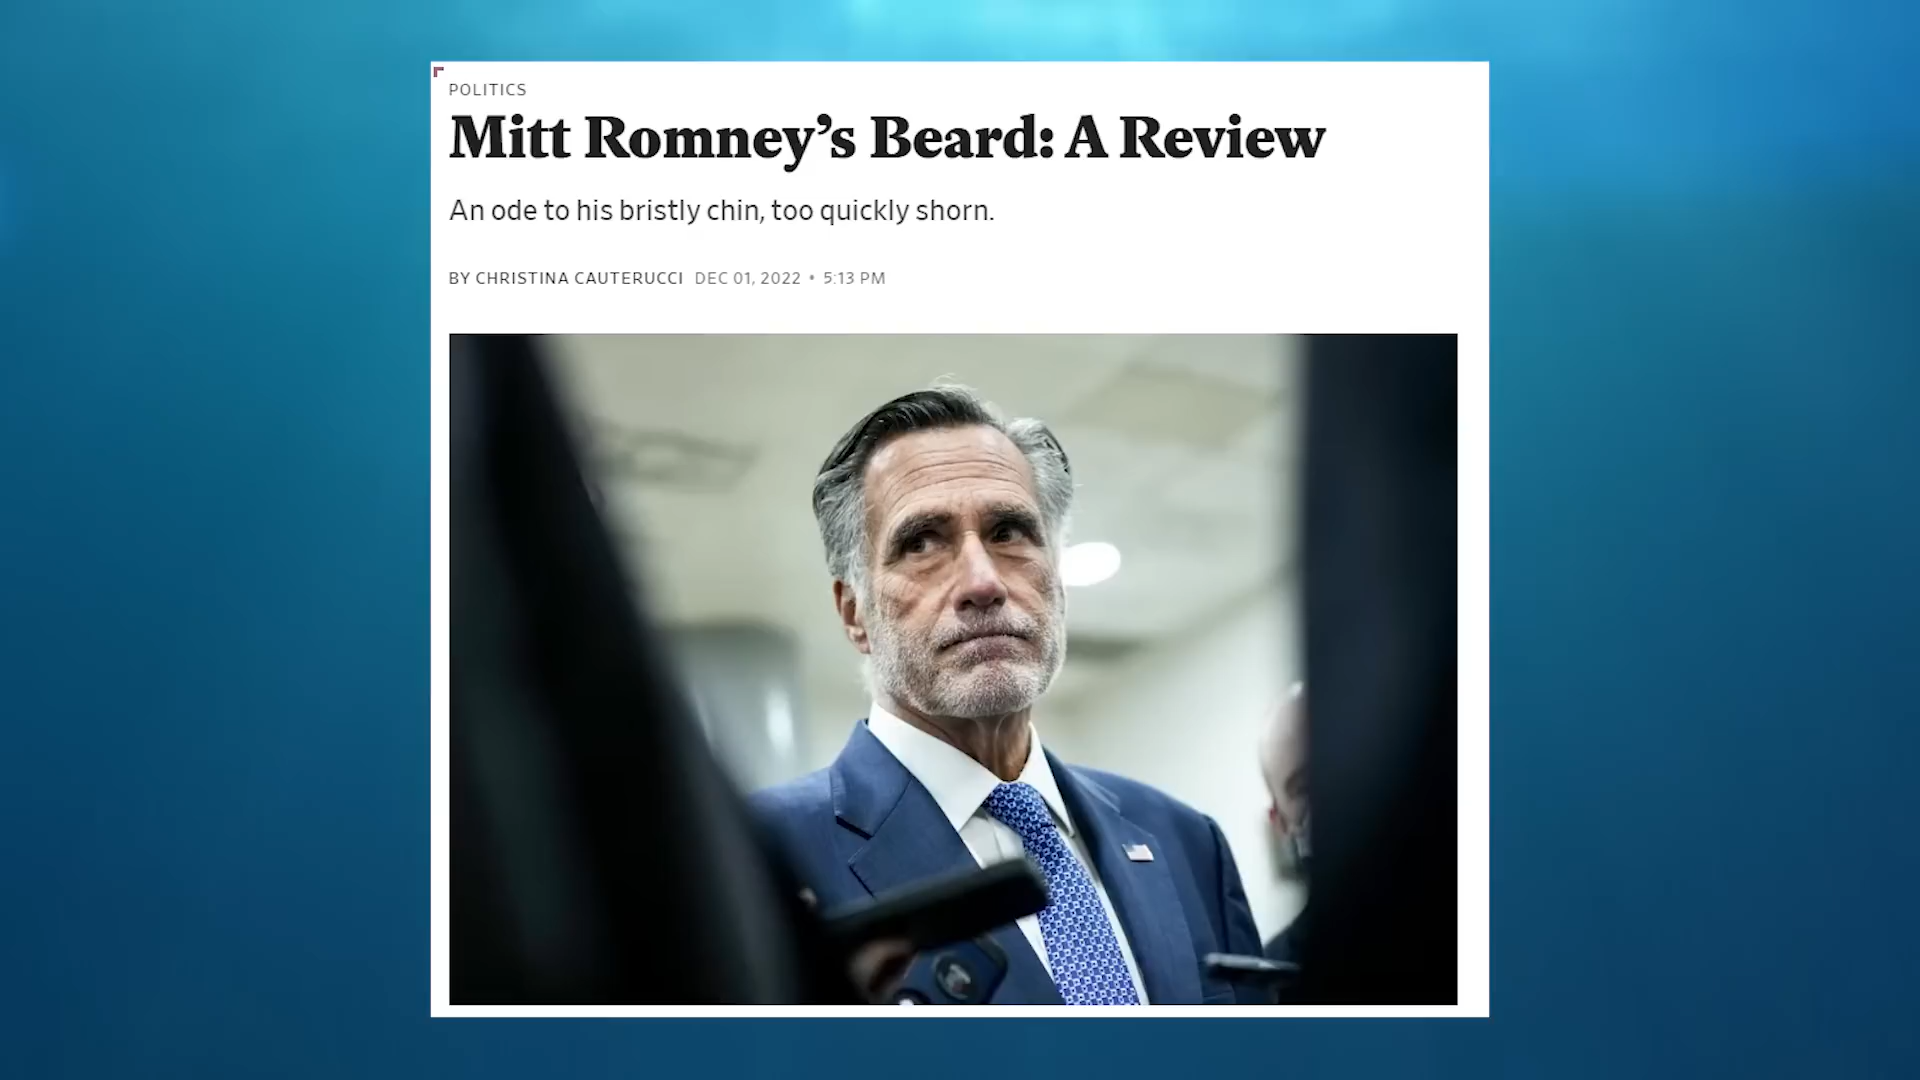 POLITICS
Mitt Romney’s Beard: A Review
An ode to his bristly chin, too quickly shorn.
BY CHRISTINA CAUTERUCCI DEC 01, 2022 • 5:13 PM